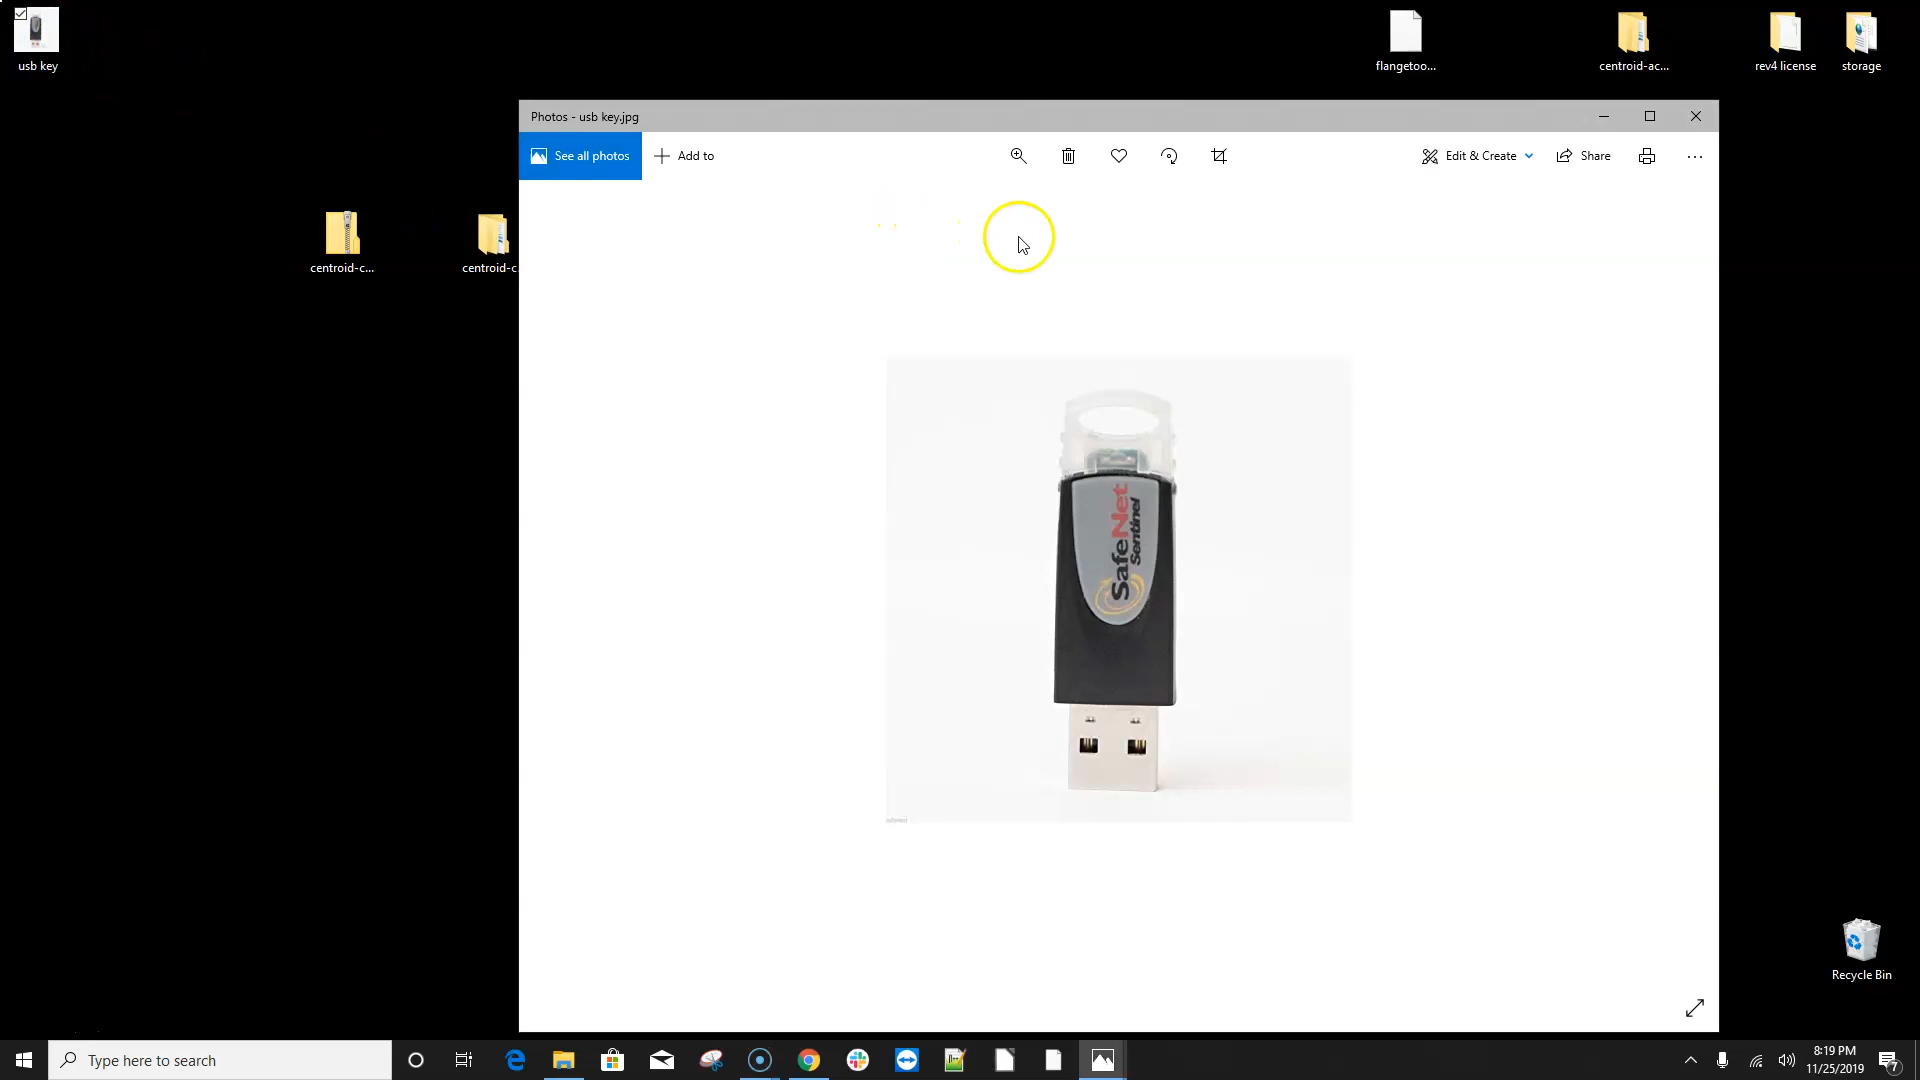 usb key
flangetoo...
centroid-ac...
rev4 license
storage
Photos - usb key.jpg
See all photos
Add to
Edit & Create
Share
centroid-c...
centroid-c
SafeNet
Sentinel
Recycle Bin
Type here to search
8:19 PM
11/25/2019
7